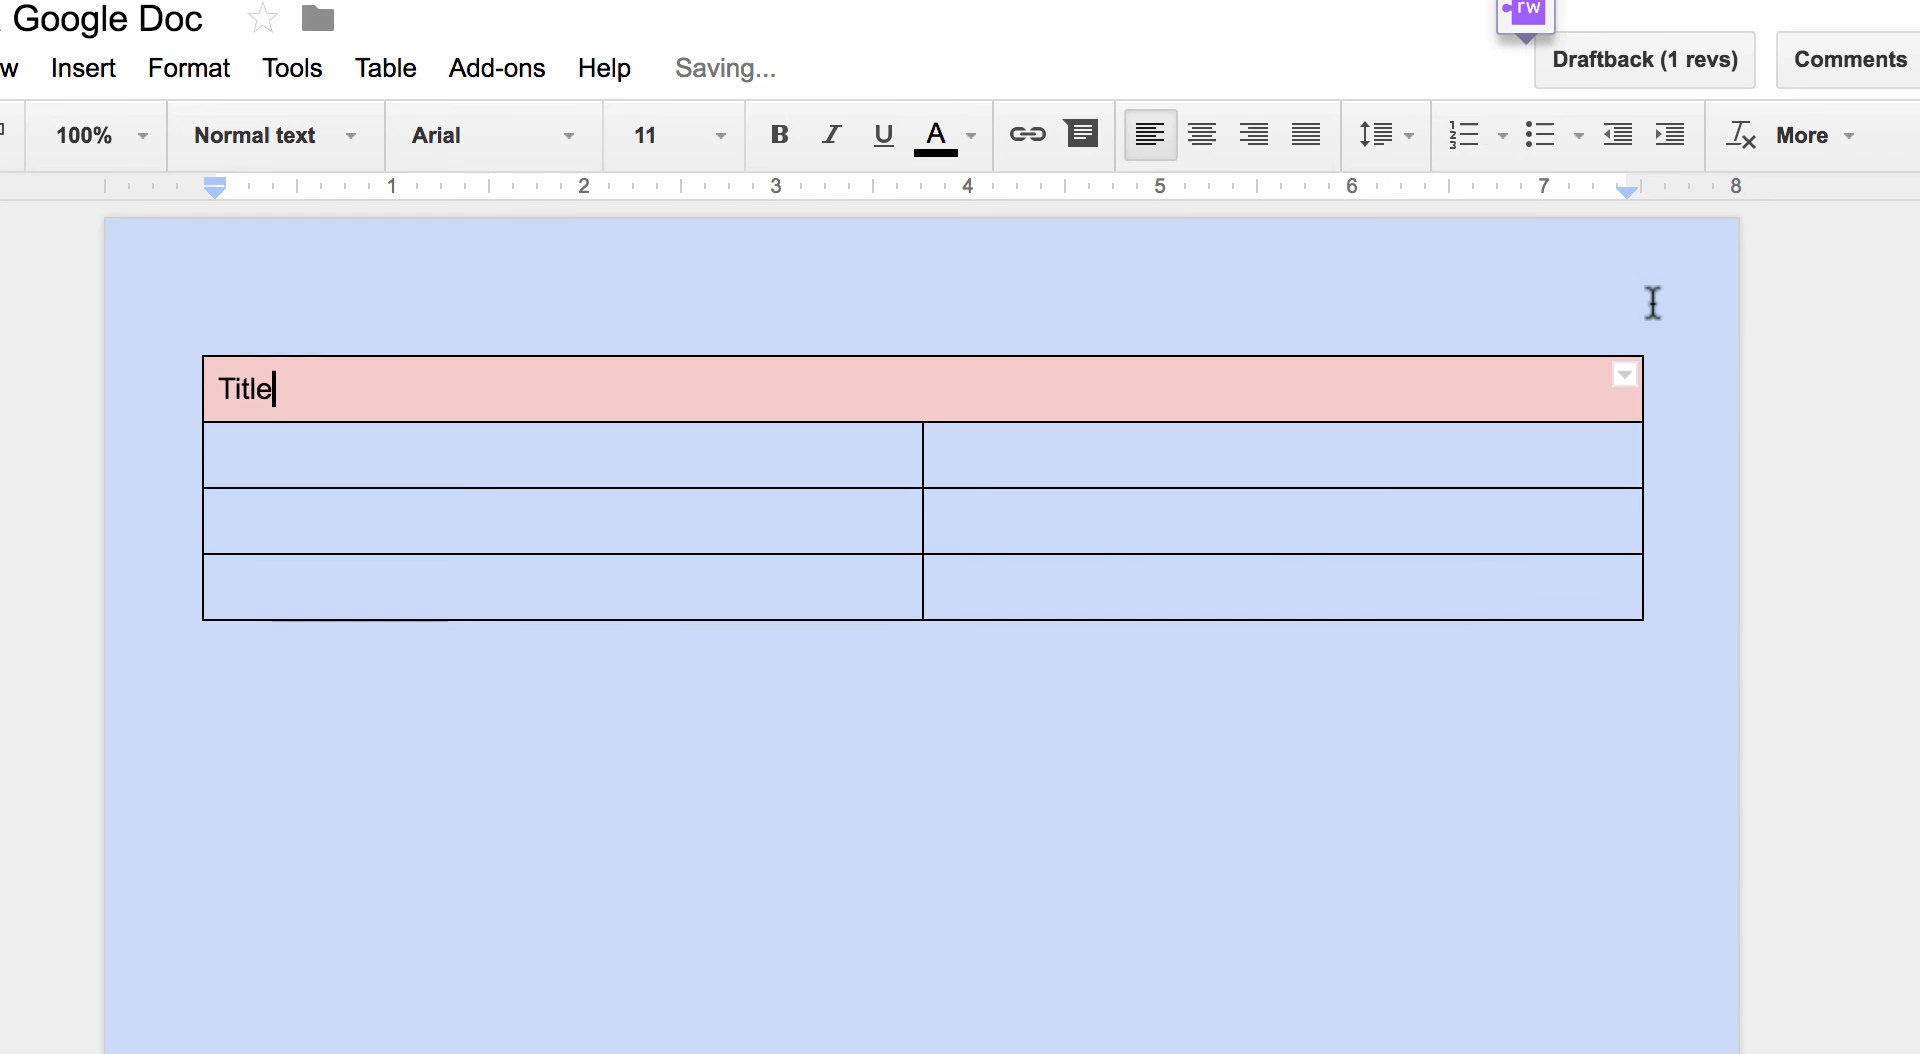 Google Doc
rw
w Insert Format Tools Table Add-ons Help Saving...
Draftback (1 revs) Comments
100% Normal text Arial 11 B I U A More
1 2 3 4 5 6 7 8
Title